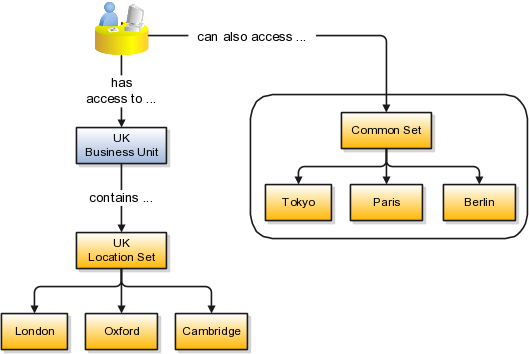 can also access ...
has
access to ...
UK
Business Unit
contains ...
UK
Location Set
London
Oxford
Cambridge
Common Set
Tokyo
Paris
Berlin